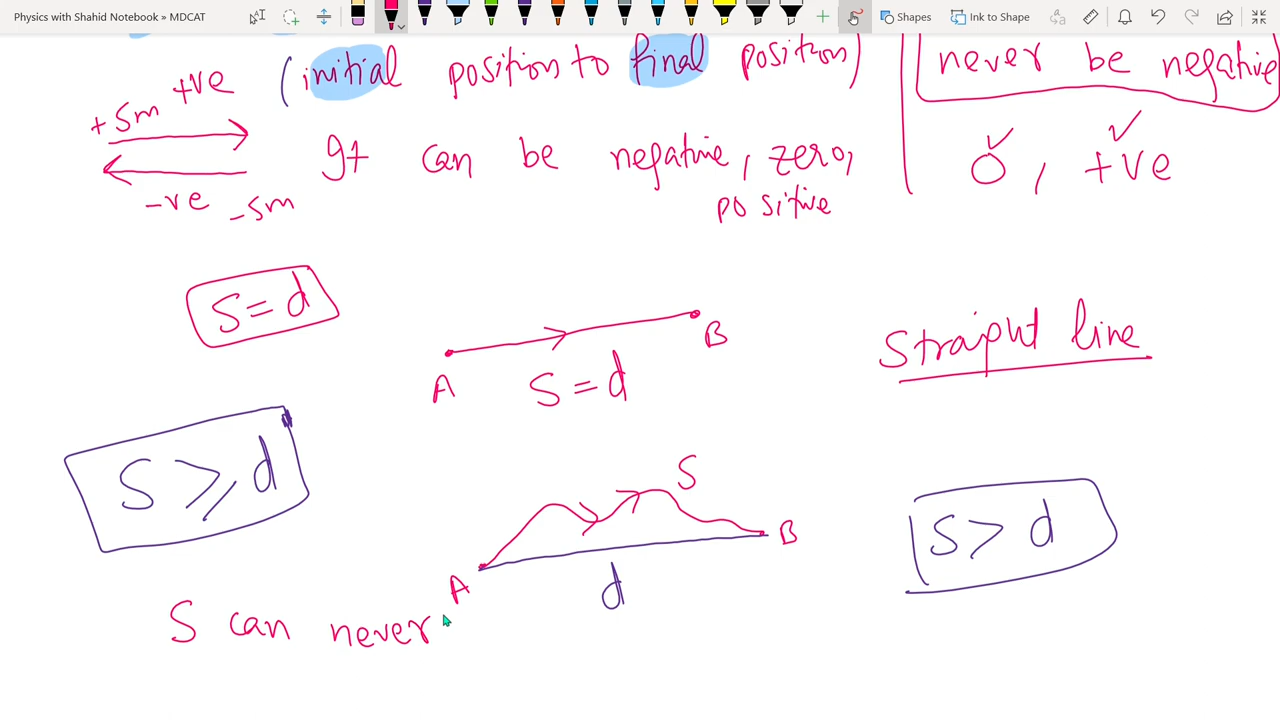 Physics with Shahid Notebook » MDCAT
Shapes
Ink to Shape
+ve (initial position to final position)
never be negative
+5m
It can be negative, zero,
positive
0, +ve
-ve -5m
S=d
A B
S=d
Straight line
S⩾d
S
A B
d
S>d
S can never